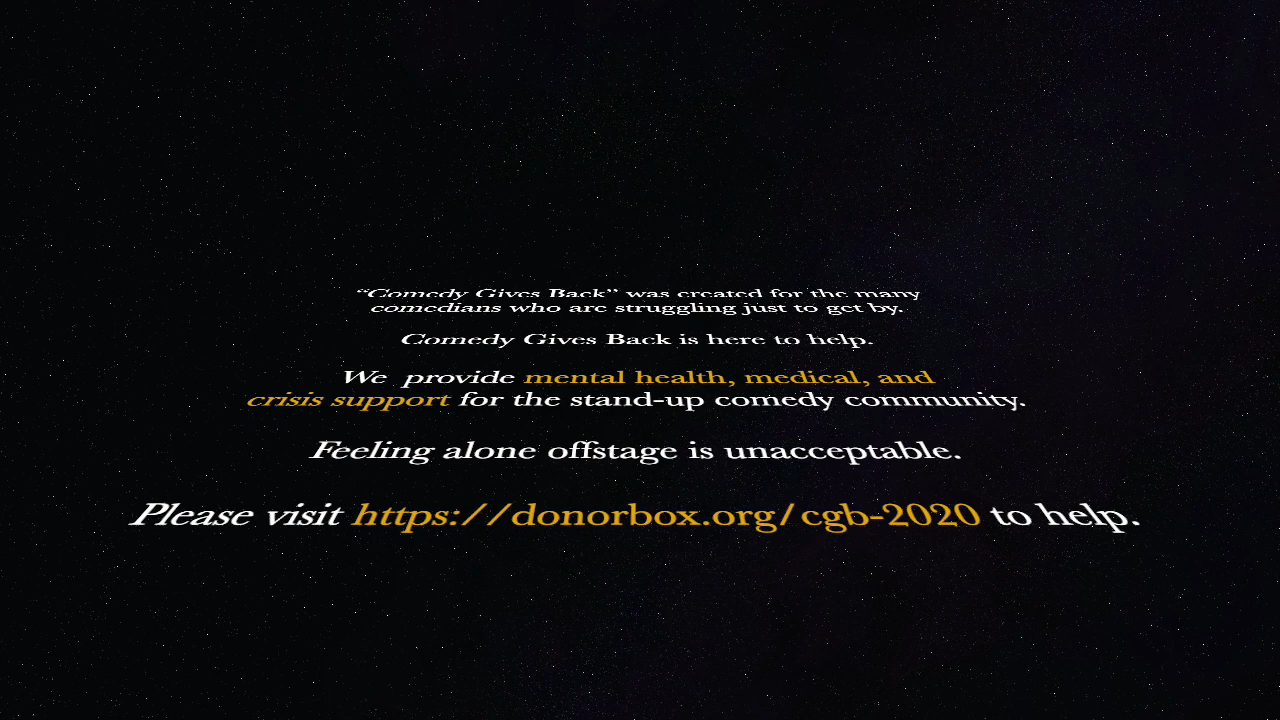 “Comedy Gives Back” was created for the many
comedians who are struggling just to get by.
Comedy Gives Back is here to help.
We provide mental health, medical, and
crisis support for the stand-up comedy community.
Feeling alone offstage is unacceptable.
Please visit https://donorbox.org/cgb-2020 to help.